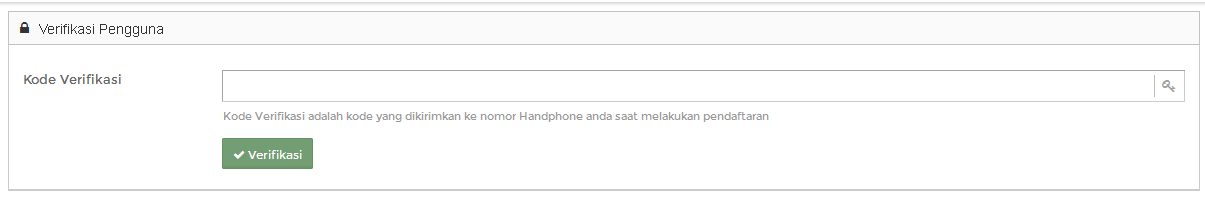 Verifikasi Pengguna
Kode Verifikasi
Kode Verifikasi adalah kode yang dikirimkan ke nomor Handphone anda saat melakukan pendaftaran
Verifikasi